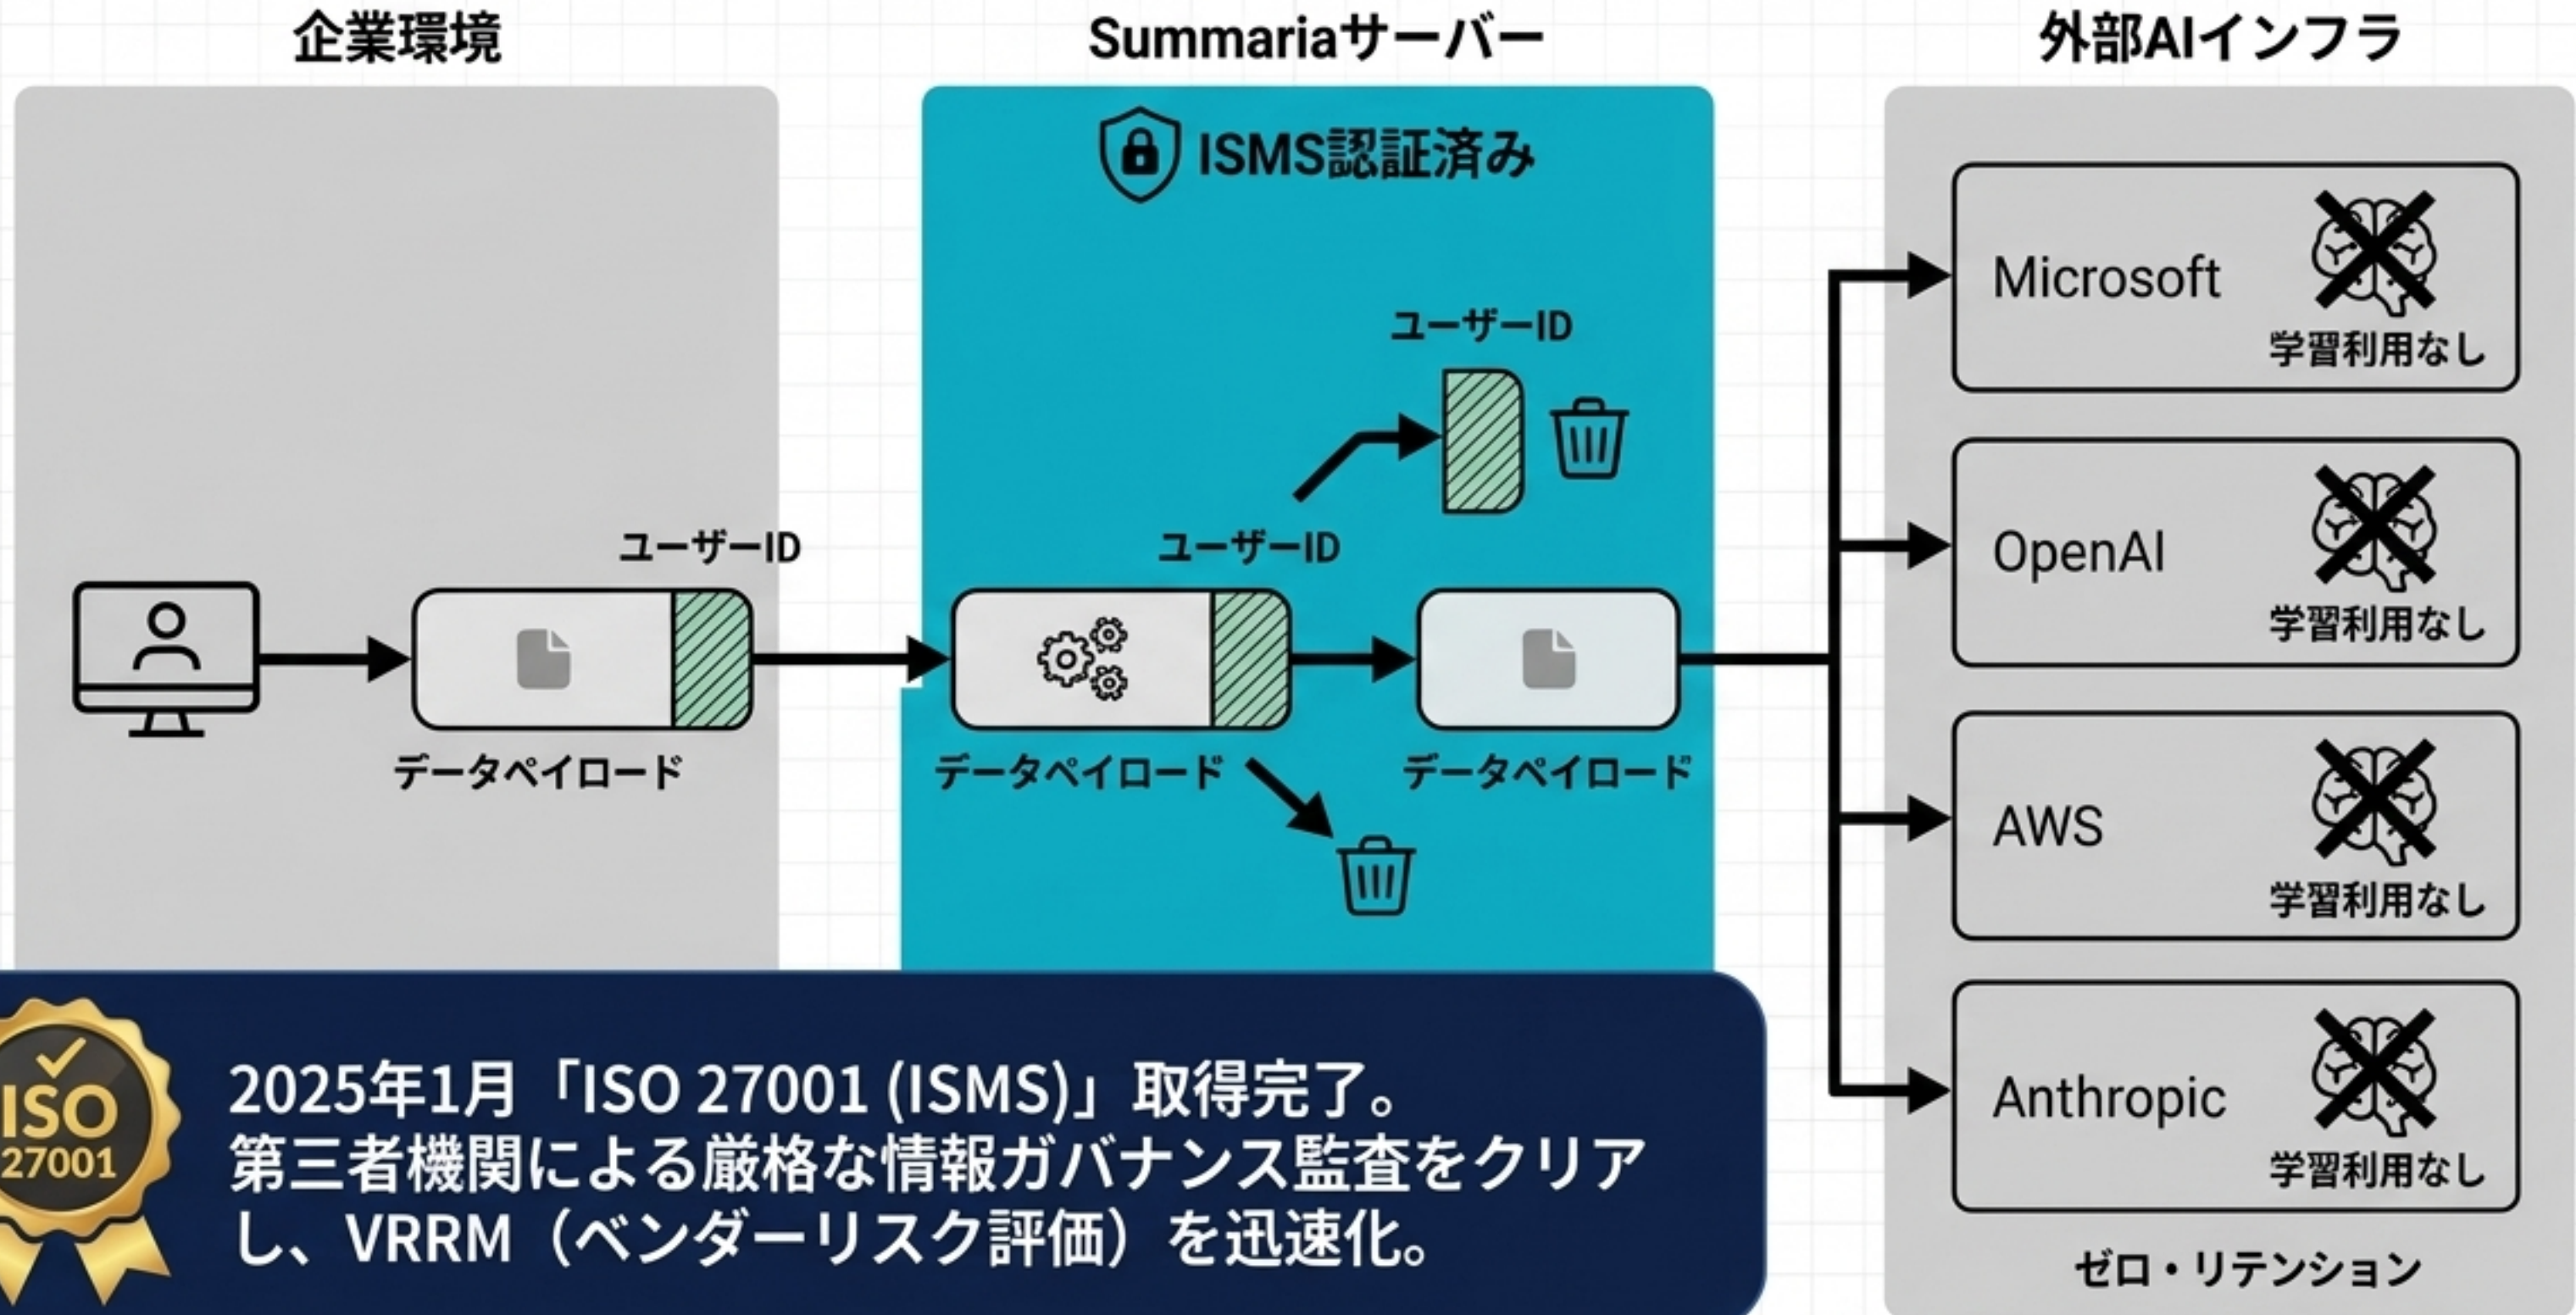 企業環境
Summariaサーバー
外部AIインフラ
ISMS認証済み
ユーザーID
データペイロード
ユーザーID
ユーザーID
データペイロード
データペイロード
Microsoft
学習利用なし
OpenAI
学習利用なし
AWS
学習利用なし
Anthropic
学習利用なし
ゼロ・リテンション
ISO
27001
2025年1月「ISO 27001 (ISMS)」取得完了。
第三者機関による厳格な情報ガバナンス監査をクリア
し、VRRM（ベンダーリスク評価）を迅速化。